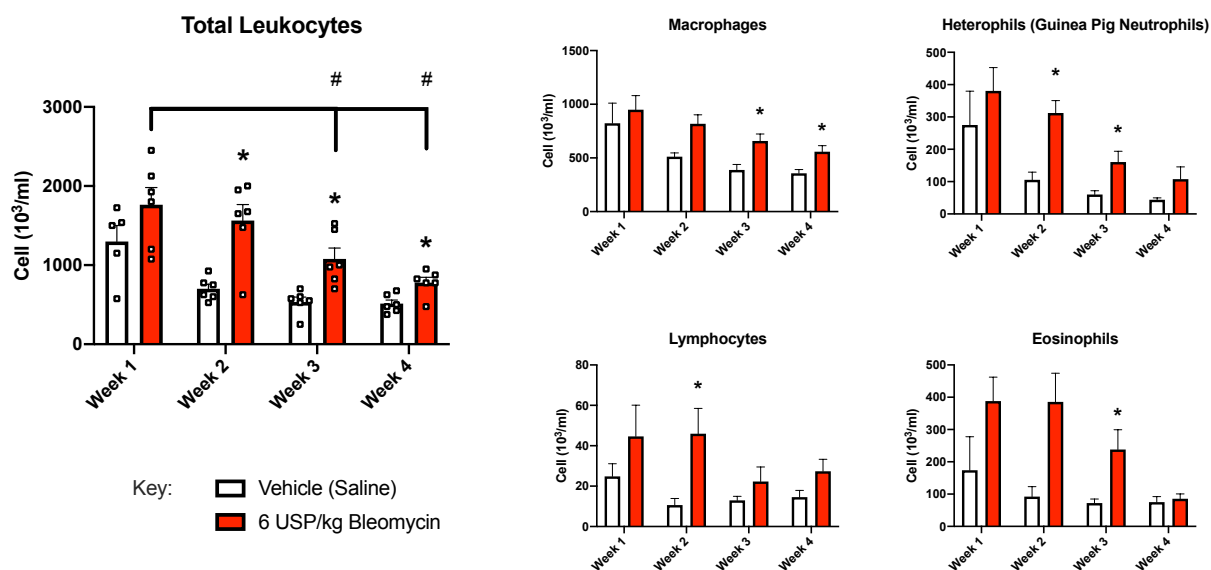 Total Leukocytes
#
#
Cell (10³/ml)
3000
2000
1000
0
*
*
*
Week 1
Week 2
Week 3
Week 4
Key:
Vehicle (Saline)
6 USP/kg Bleomycin
Macrophages
Cell (10³/ml)
1500
1000
500
0
*
*
Week 1
Week 2
Week 3
Week 4
Heterophils (Guinea Pig Neutrophils)
Cell (10³/ml)
500
400
300
200
100
0
*
*
Week 1
Week 2
Week 3
Week 4
Lymphocytes
Cell (10³/ml)
80
60
40
20
0
*
Week 1
Week 2
Week 3
Week 4
Eosinophils
Cell (10³/ml)
500
400
300
200
100
0
*
Week 1
Week 2
Week 3
Week 4